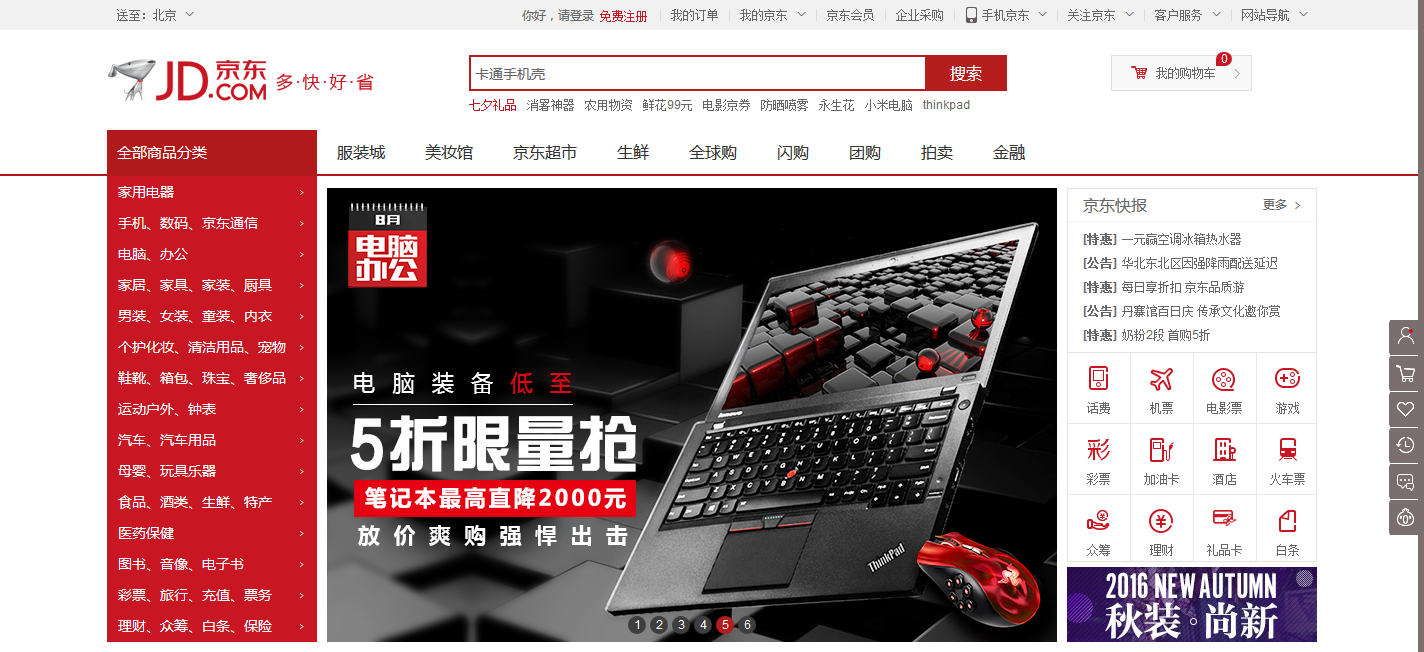 送至：北京
你好，请登录 免费注册 我的订单 我的京东 京东会员 企业采购 手机京东 关注京东 客户服务 网站导航
JD.COM 京东 多·快·好·省
卡通手机壳 搜索
0
我的购物车
七夕礼品 消署神器 农用物资 鲜花99元 电影京券 防晒喷雾 永生花 小米电脑 thinkpad
全部商品分类 服装城 美妆馆 京东超市 生鲜 全球购 闪购 团购 拍卖 金融
家用电器
手机、数码、京东通信
电脑、办公
家居、家具、家装、厨具
男装、女装、童装、内衣
个护化妆、清洁用品、宠物
鞋靴、箱包、珠宝、奢侈品
运动户外、钟表
汽车、汽车用品
母婴、玩具乐器
食品、酒类、生鲜、特产
医药保健
图书、音像、电子书
彩票、旅行、充值、票务
理财、众筹、白条、保险
8月
电脑
办公
电脑装备低至
5折限量抢
笔记本最高直降2000元
放价爽购强悍出击
lenovo
ThinkPad
1 2 3 4 5 6
京东快报 更多
[特惠] 一元赢空调冰箱热水器
[公告] 华北东北区因强降雨配送延迟
[特惠] 每日享折扣 京东品质游
[公告] 丹寨馆百日庆 传承文化邀你赏
[特惠] 奶粉2段 首购5折
话费 机票 电影票 游戏
彩
彩票 加油卡 酒店 火车票
众筹 理财 礼品卡 白条
2016 NEW AUTUMN
秋装。尚新